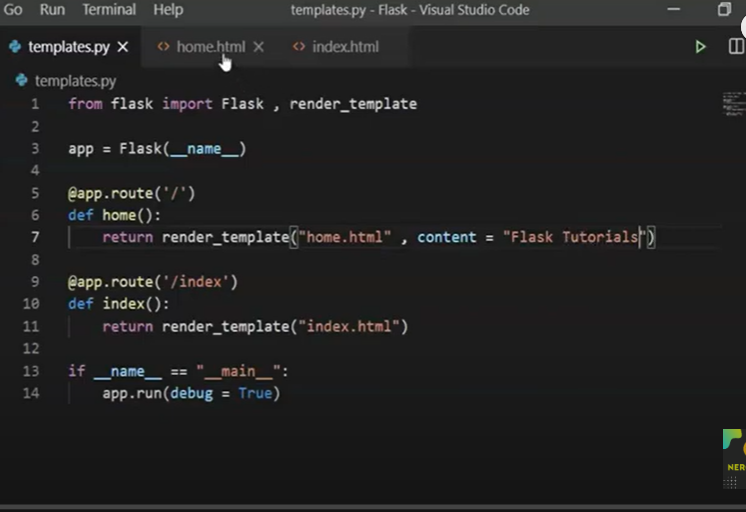 Go Run Terminal Help templates.py - Flask - Visual Studio Code
templates.py home.html index.html
templates.py
1 from flask import Flask , render_template
2
3 app = Flask(__name__)
4
5 @app.route('/')
6 def home():
7 return render_template("home.html" , content = "Flask Tutorials")
8
9 @app.route('/index')
10 def index():
11 return render_template("index.html")
12
13 if __name__ == "__main__":
14 app.run(debug = True)
NER